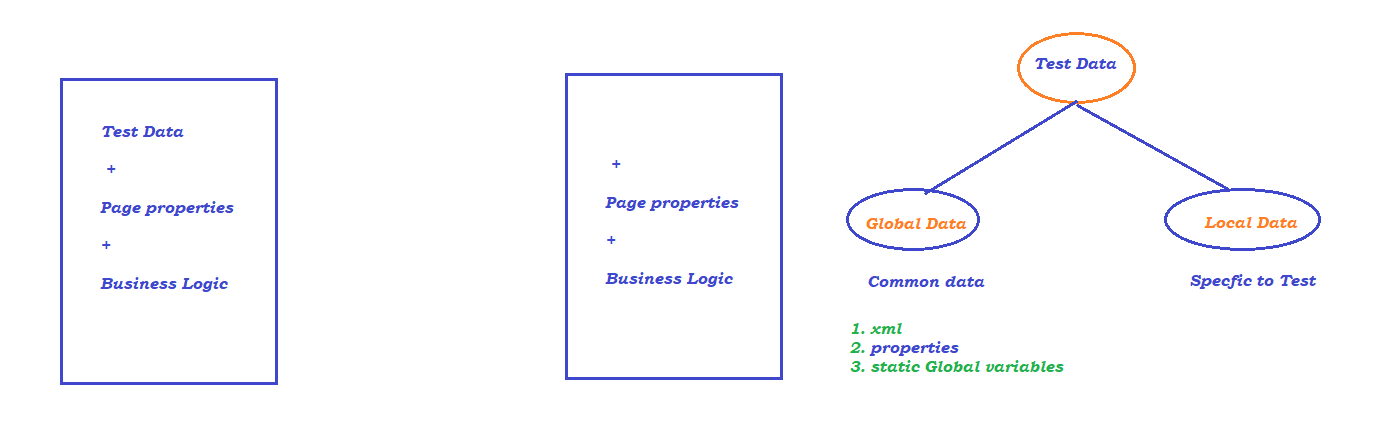 Test Data
+
Page properties
+
Business Logic
+
Page properties
+
Business Logic
Test Data
Global Data
Local Data
Common data
Specfic to Test
1. xml
2. properties
3. static Global variables